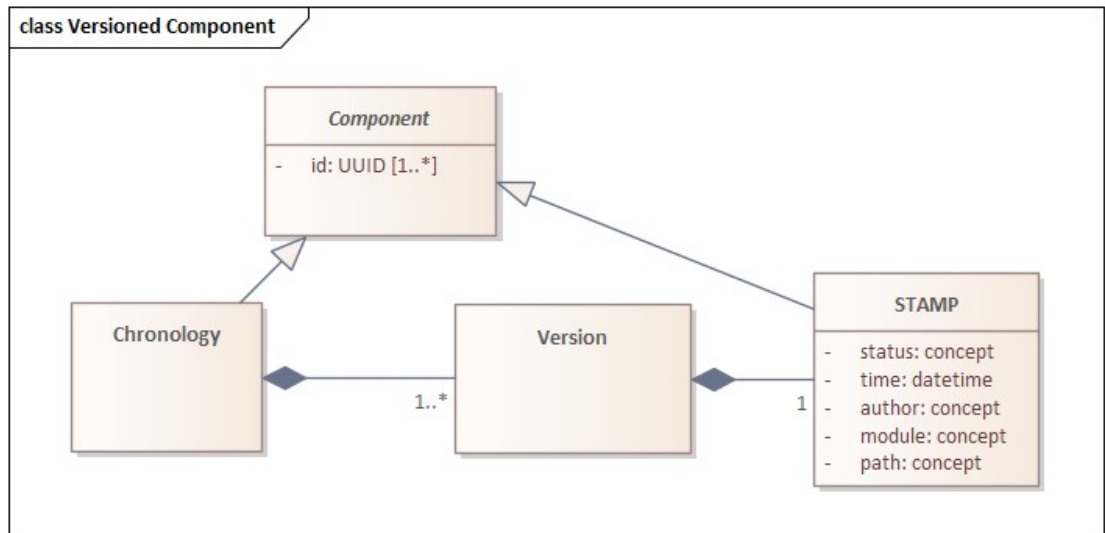 class Versioned Component
Component
- id: UUID [1..*]
Chronology
Version
STAMP
- status: concept
- time: datetime
- author: concept
- module: concept
- path: concept
1..*
1